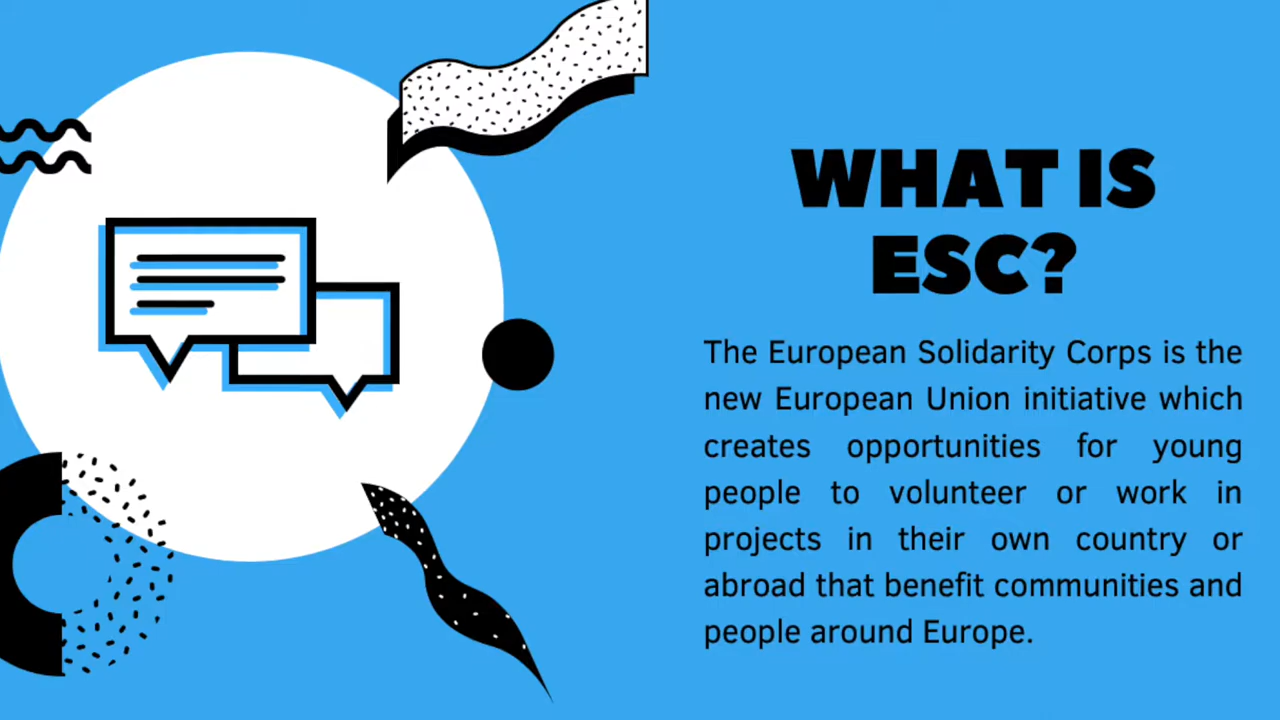 WHAT IS
ESC?
The European Solidarity Corps is the
new European Union initiative which
creates opportunities for young
people to volunteer or work in
projects in their own country or
abroad that benefit communities and
people around Europe.